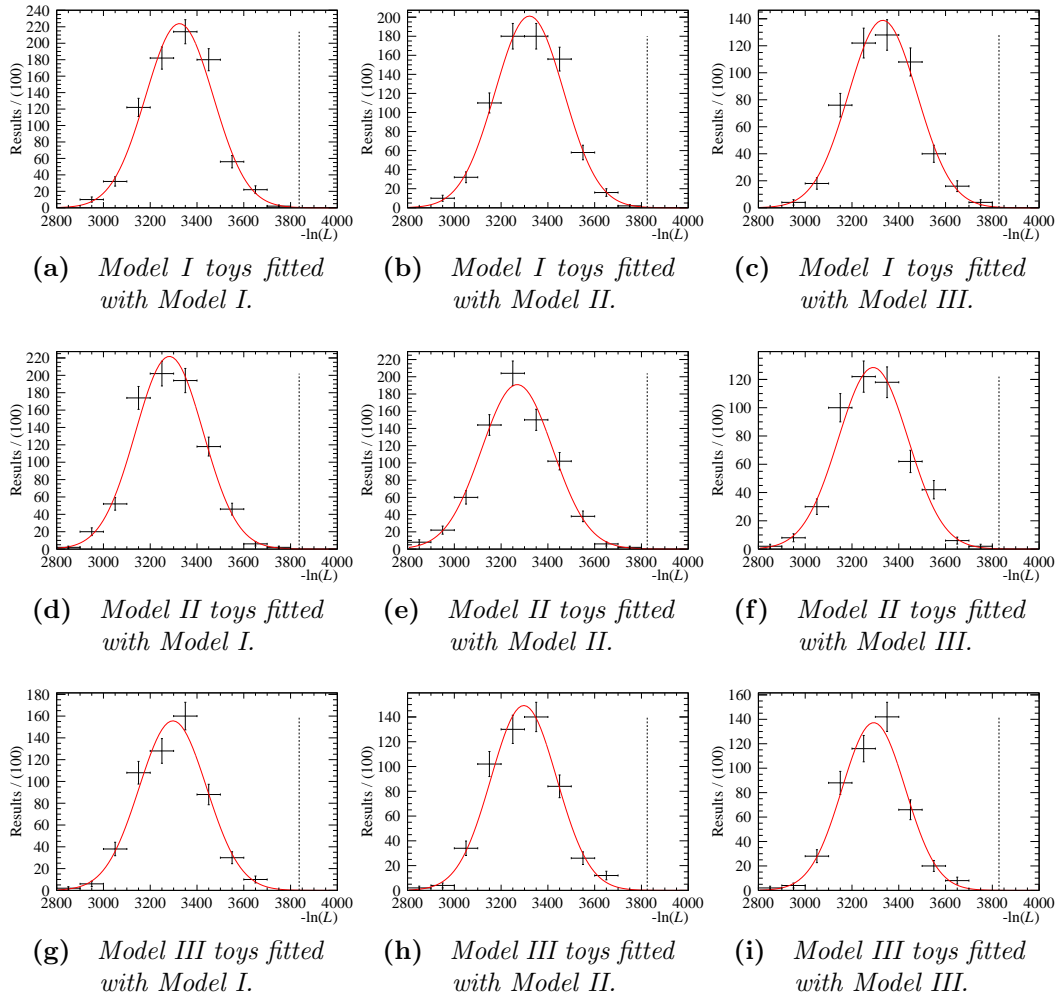 Results / (100)
240
220
200
180
160
140
120
100
80
60
40
20
0
2800 3000 3200 3400 3600 3800 4000
-ln(L)
(a) Model I toys fitted
with Model I.
Results / (100)
200
180
160
140
120
100
80
60
40
20
0
2800 3000 3200 3400 3600 3800 4000
-ln(L)
(b) Model I toys fitted
with Model II.
Results / (100)
140
120
100
80
60
40
20
0
2800 3000 3200 3400 3600 3800 4000
-ln(L)
(c) Model I toys fitted
with Model III.
Results / (100)
220
200
180
160
140
120
100
80
60
40
20
0
2800 3000 3200 3400 3600 3800 4000
-ln(L)
(d) Model II toys fitted
with Model I.
Results / (100)
220
200
180
160
140
120
100
80
60
40
20
0
2800 3000 3200 3400 3600 3800 4000
-ln(L)
(e) Model II toys fitted
with Model II.
Results / (100)
120
100
80
60
40
20
0
2800 3000 3200 3400 3600 3800 4000
-ln(L)
(f) Model II toys fitted
with Model III.
Results / (100)
180
160
140
120
100
80
60
40
20
0
2800 3000 3200 3400 3600 3800 4000
-ln(L)
(g) Model III toys fitted
with Model I.
Results / (100)
140
120
100
80
60
40
20
0
2800 3000 3200 3400 3600 3800 4000
-ln(L)
(h) Model III toys fitted
with Model II.
Results / (100)
160
140
120
100
80
60
40
20
0
2800 3000 3200 3400 3600 3800 4000
-ln(L)
(i) Model III toys fitted
with Model III.